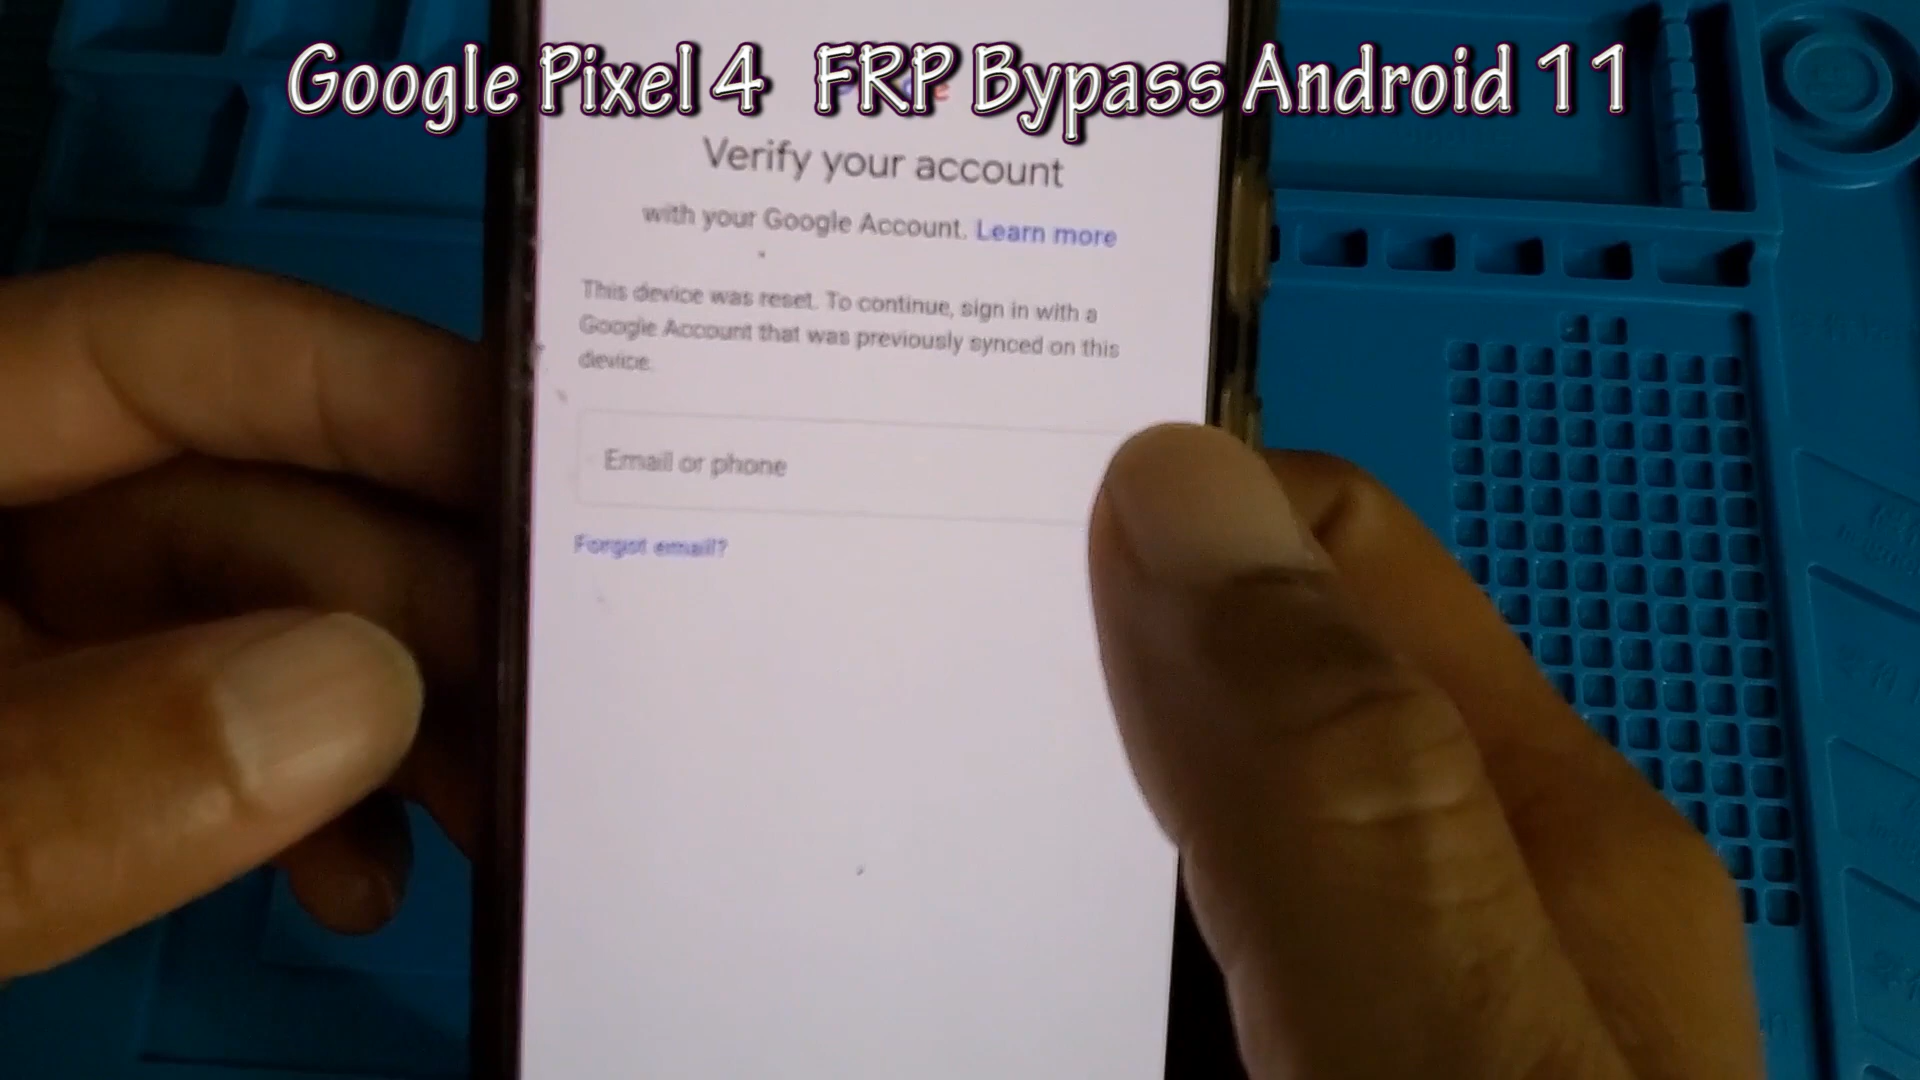 Google Pixel 4 FRP Bypass Android 11
Verify your account
with your Google Account. Learn more
This device was reset. To continue, sign in with a
Google Account that was previously synced on this
device.
Email or phone
Forgot email?